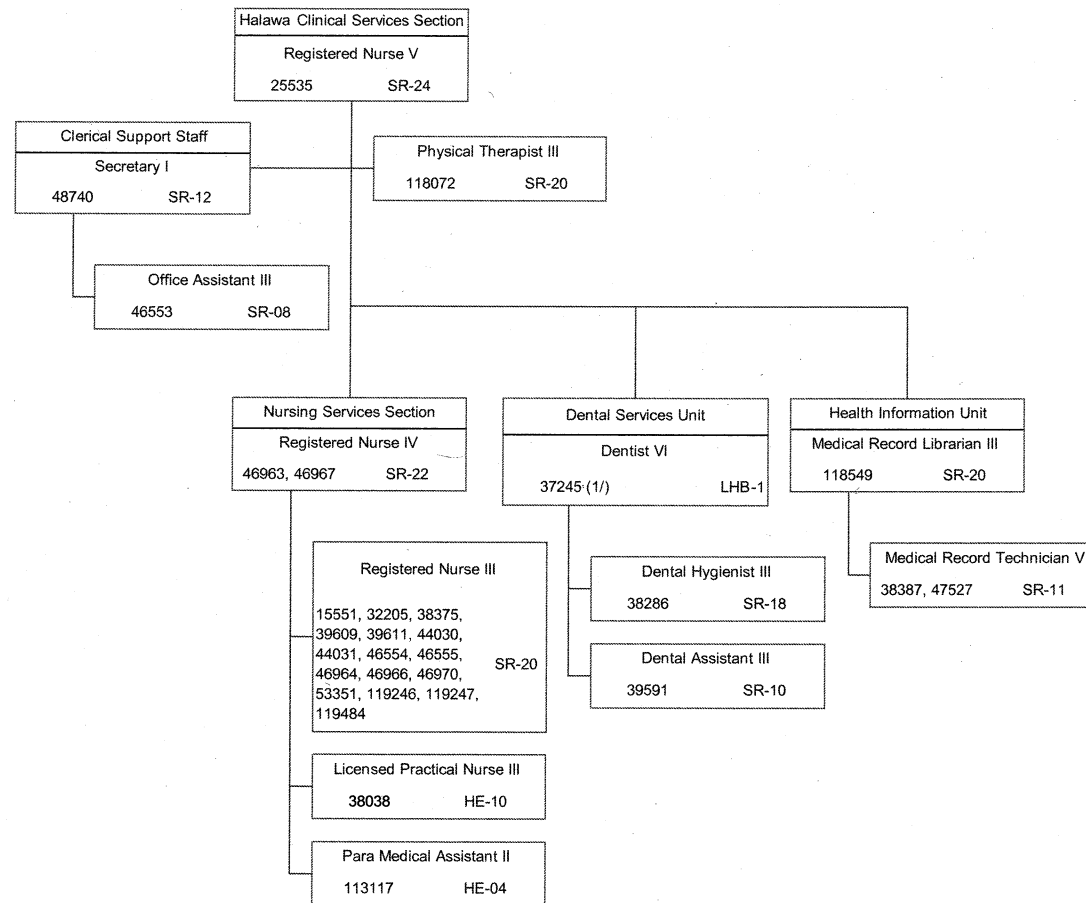 Halawa Clinical Services Section
Registered Nurse V
25535 SR-24
Clerical Support Staff
Secretary I
48740 SR-12
Physical Therapist III
118072 SR-20
Office Assistant III
46553 SR-08
Nursing Services Section
Registered Nurse IV
46963, 46967 SR-22
Dental Services Unit
Dentist VI
37245 (1/) LHB-1
Health Information Unit
Medical Record Librarian III
118549 SR-20
Registered Nurse III
15551, 32205, 38375,
39609, 39611, 44030,
44031, 46554, 46555,
46964, 46966, 46970,
53351, 119246, 119247,
119484
SR-20
Dental Hygienist III
38286 SR-18
Medical Record Technician V
38387, 47527 SR-11
Dental Assistant III
39591 SR-10
Licensed Practical Nurse III
38038 HE-10
Para Medical Assistant II
113117 HE-04